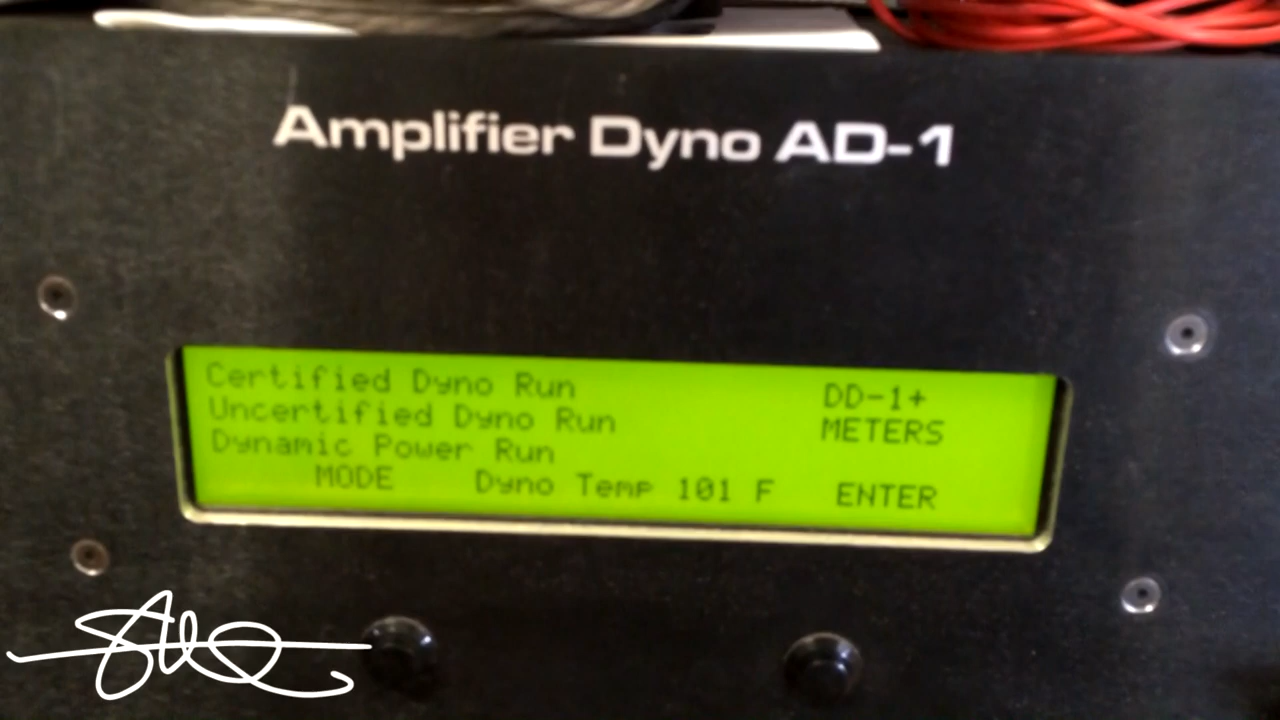 Amplifier Dyno AD-1
Certified Dyno Run DD-1+
Uncertified Dyno Run METERS
Dynamic Power Run
MODE Dyno Temp 101 F ENTER